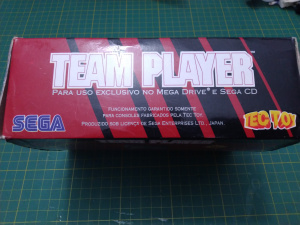 TEAM PLAYER™
PARA USO EXCLUSIVO NO MEGA DRIVE® E SEGA CD
FUNCIONAMENTO GARANTIDO SOMENTE
PARA CONSOLES FABRICADOS PELA TEC TOY
PRODUZIDO SOB LICENÇA DE SEGA ENTERPRISES LTD., JAPAN.
SEGA
TEC TOY